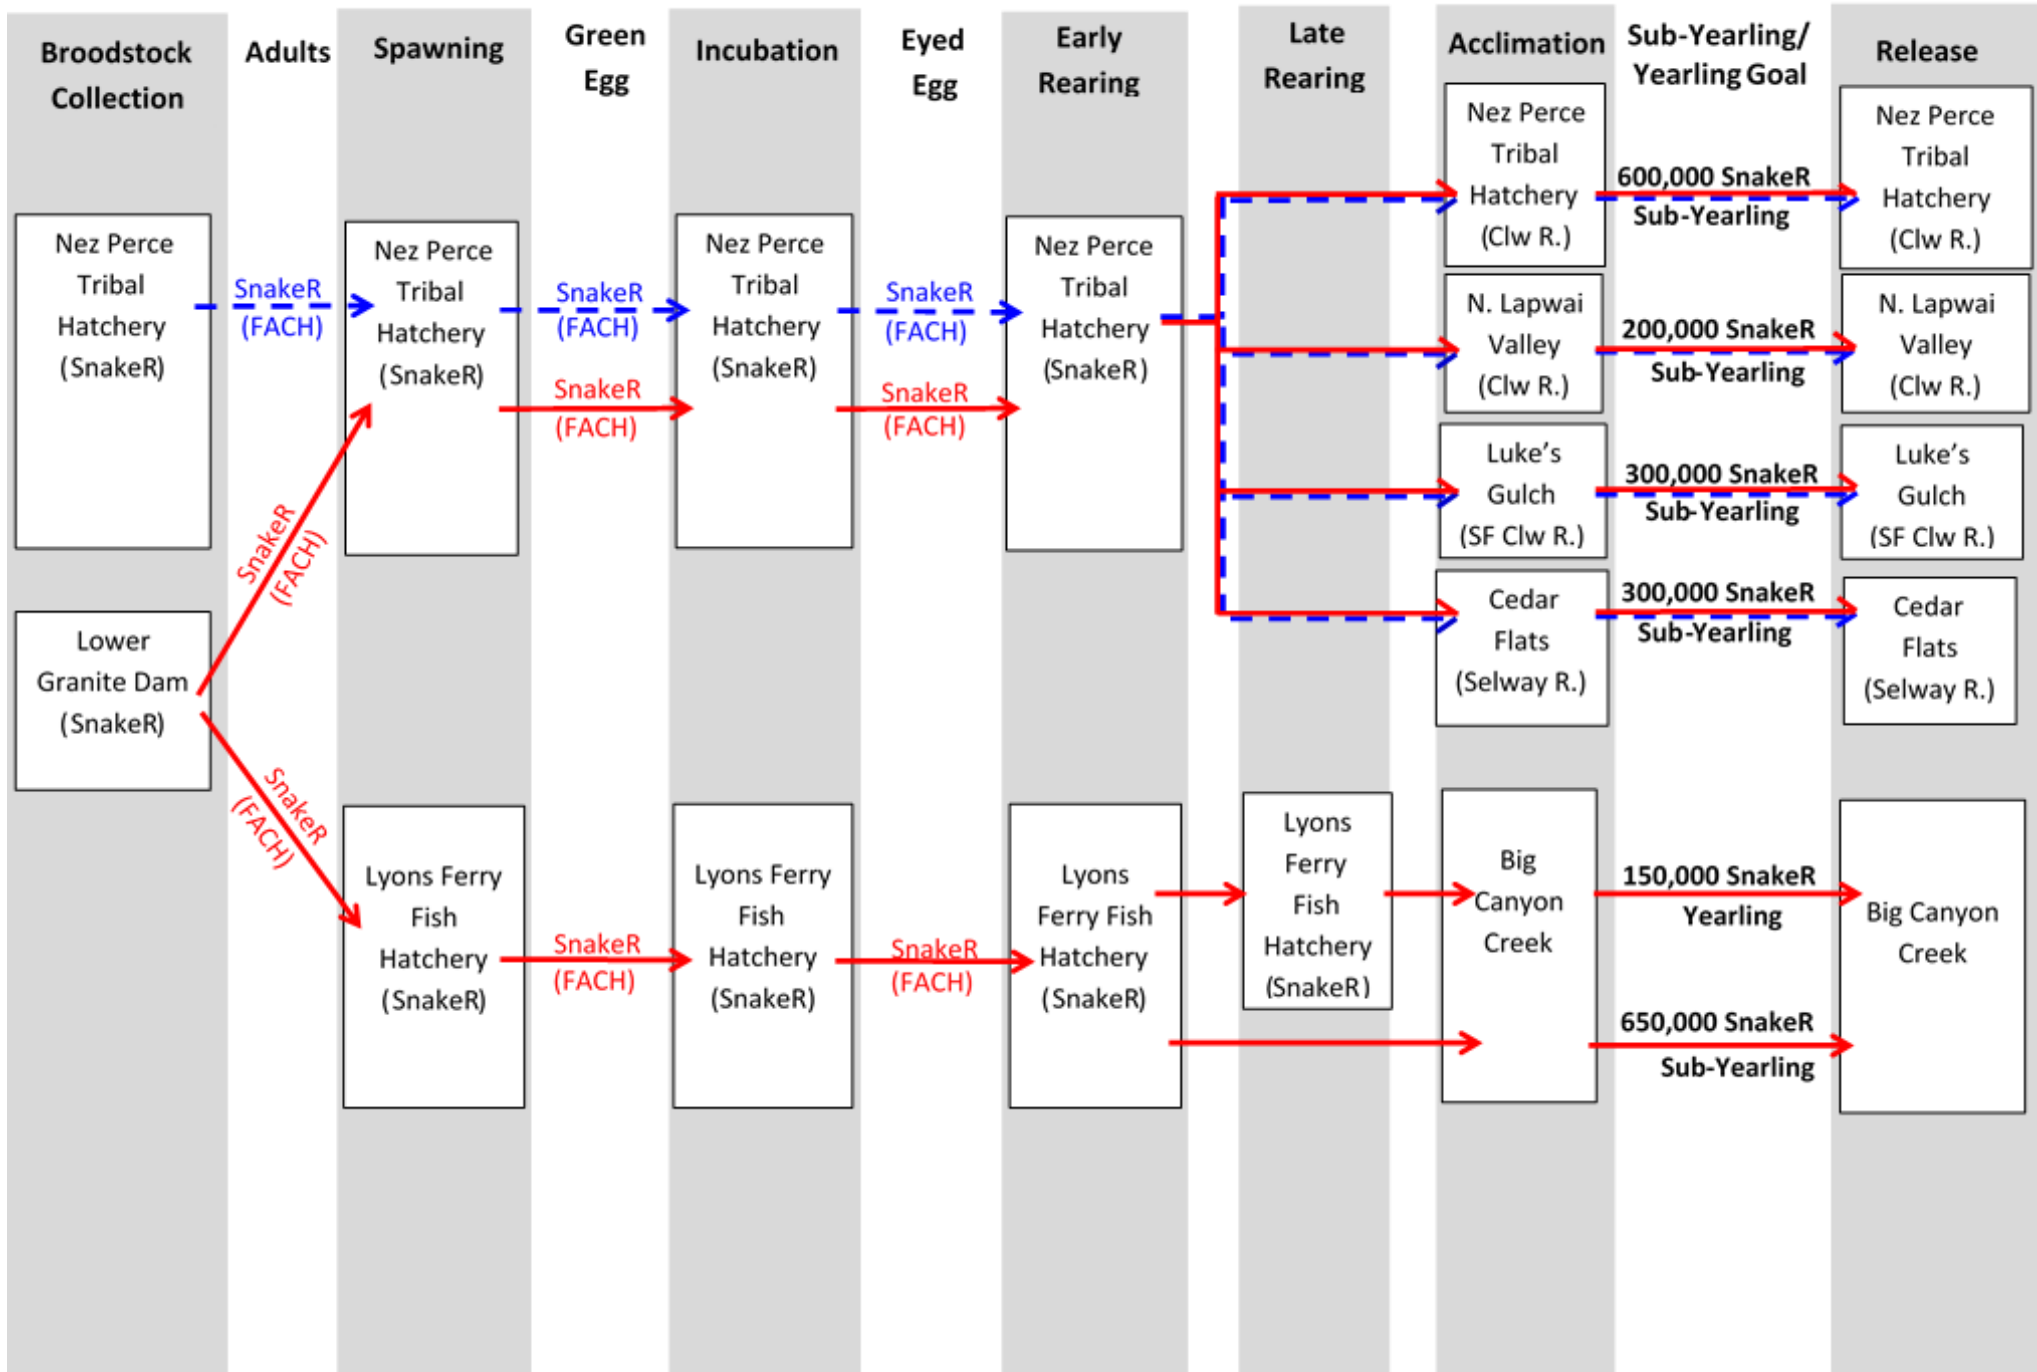 Broodstock
Collection
Adults
Spawning
Green
Egg
Incubation
Eyed
Egg
Early
Rearing
Late
Rearing
Acclimation
Sub-Yearling/
Yearling Goal
Release
Nez Perce
Tribal
Hatchery
(SnakeR)
SnakeR
(FACH)
Nez Perce
Tribal
Hatchery
(SnakeR)
SnakeR
(FACH)
SnakeR
(FACH)
Nez Perce
Tribal
Hatchery
(SnakeR)
SnakeR
(FACH)
SnakeR
(FACH)
Nez Perce
Tribal
Hatchery
(SnakeR)
Nez Perce
Tribal
Hatchery
(Clw R.)
600,000 SnakeR
Sub-Yearling
Nez Perce
Tribal
Hatchery
(Clw R.)
N. Lapwai
Valley
(Clw R.)
200,000 SnakeR
Sub-Yearling
N. Lapwai
Valley
(Clw R.)
Luke's
Gulch
(SF Clw R.)
300,000 SnakeR
Sub-Yearling
Luke's
Gulch
(SF Clw R.)
Cedar
Flats
(Selway R.)
300,000 SnakeR
Sub-Yearling
Cedar
Flats
(Selway R.)
Lower
Granite Dam
(SnakeR)
SnakeR
(FACH)
SnakeR
(FACH)
Lyons Ferry
Fish
Hatchery
(SnakeR)
SnakeR
(FACH)
Lyons Ferry
Fish
Hatchery
(SnakeR)
SnakeR
(FACH)
Lyons
Ferry Fish
Hatchery
(SnakeR)
Lyons
Ferry
Fish
Hatchery
(SnakeR)
Big
Canyon
Creek
150,000 SnakeR
Yearling
650,000 SnakeR
Sub-Yearling
Big Canyon
Creek